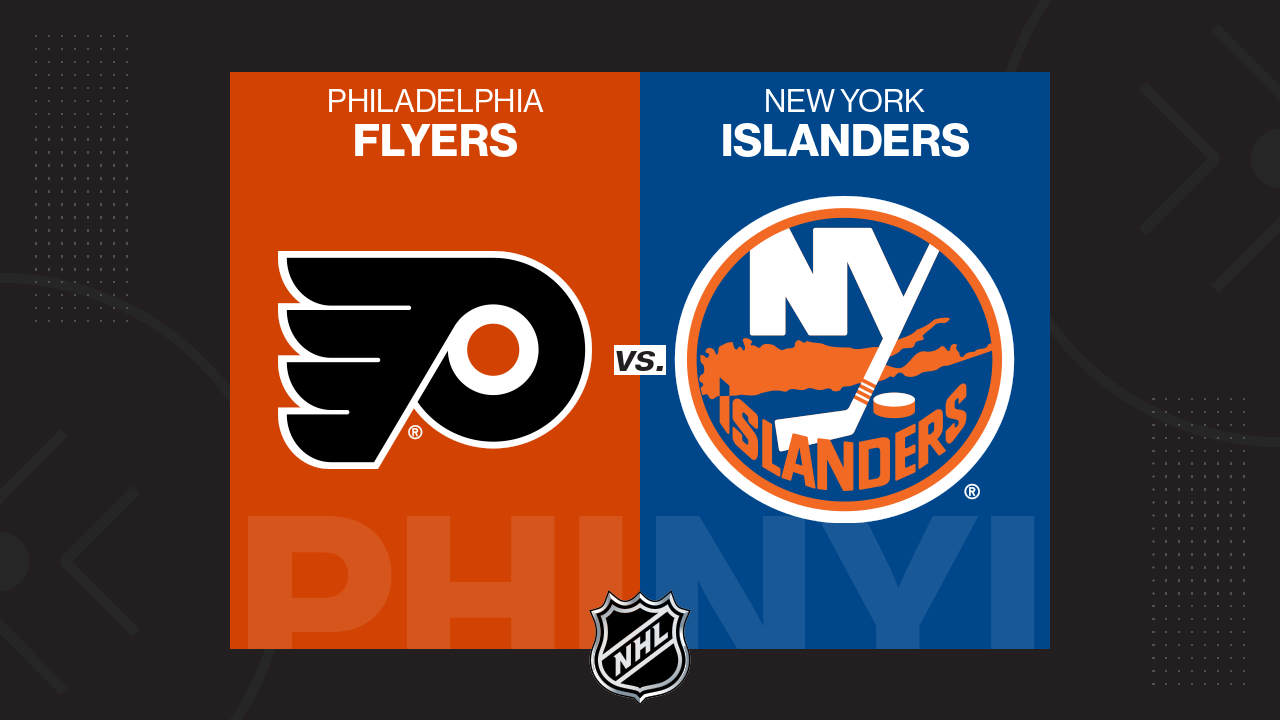 PHILADELPHIA
FLYERS
NEW YORK
ISLANDERS
®
vs.
NY
ISLANDERS
®
PHI
NYI
NHL